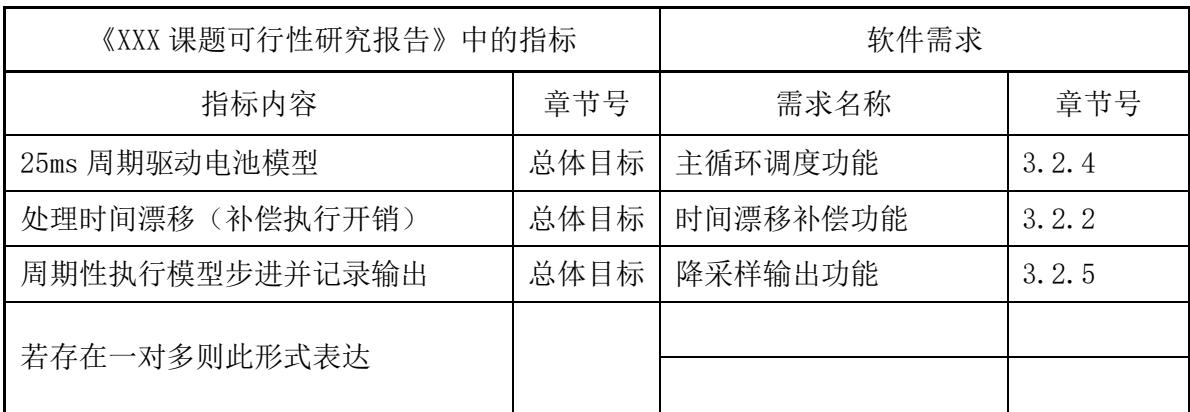 《XXX 课题可行性研究报告》中的指标 软件需求
指标内容 章节号 需求名称 章节号
25ms 周期驱动电池模型 总体目标 主循环调度功能 3.2.4
处理时间漂移（补偿执行开销） 总体目标 时间漂移补偿功能 3.2.2
周期性执行模型步进并记录输出 总体目标 降采样输出功能 3.2.5
若存在一对多则此形式表达